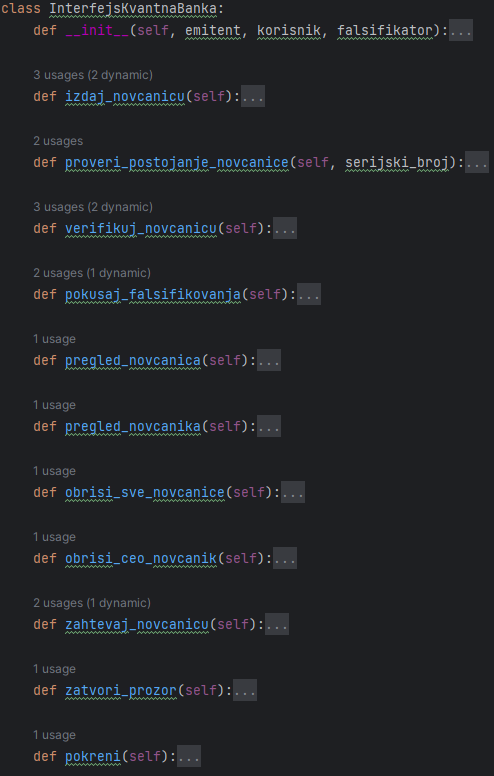 class InterfejsKvantnaBanka:
def __init__(self, emitent, korisnik, falsifikator):...
3 usages (2 dynamic)
def izdaj_novcanicu(self):...
2 usages
def proveri_postojanje_novcanice(self, serijski_broj):...
3 usages (2 dynamic)
def verifikuj_novcanicu(self):...
2 usages (1 dynamic)
def pokusaj_falsifikovanja(self):...
1 usage
def pregled_novcanica(self):...
1 usage
def pregled_novcanika(self):...
1 usage
def obrisi_sve_novcanice(self):...
1 usage
def obrisi_ceo_novcanik(self):...
2 usages (1 dynamic)
def zahtevaj_novcanicu(self):...
1 usage
def zatvori_prozor(self):...
1 usage
def pokreni(self):...